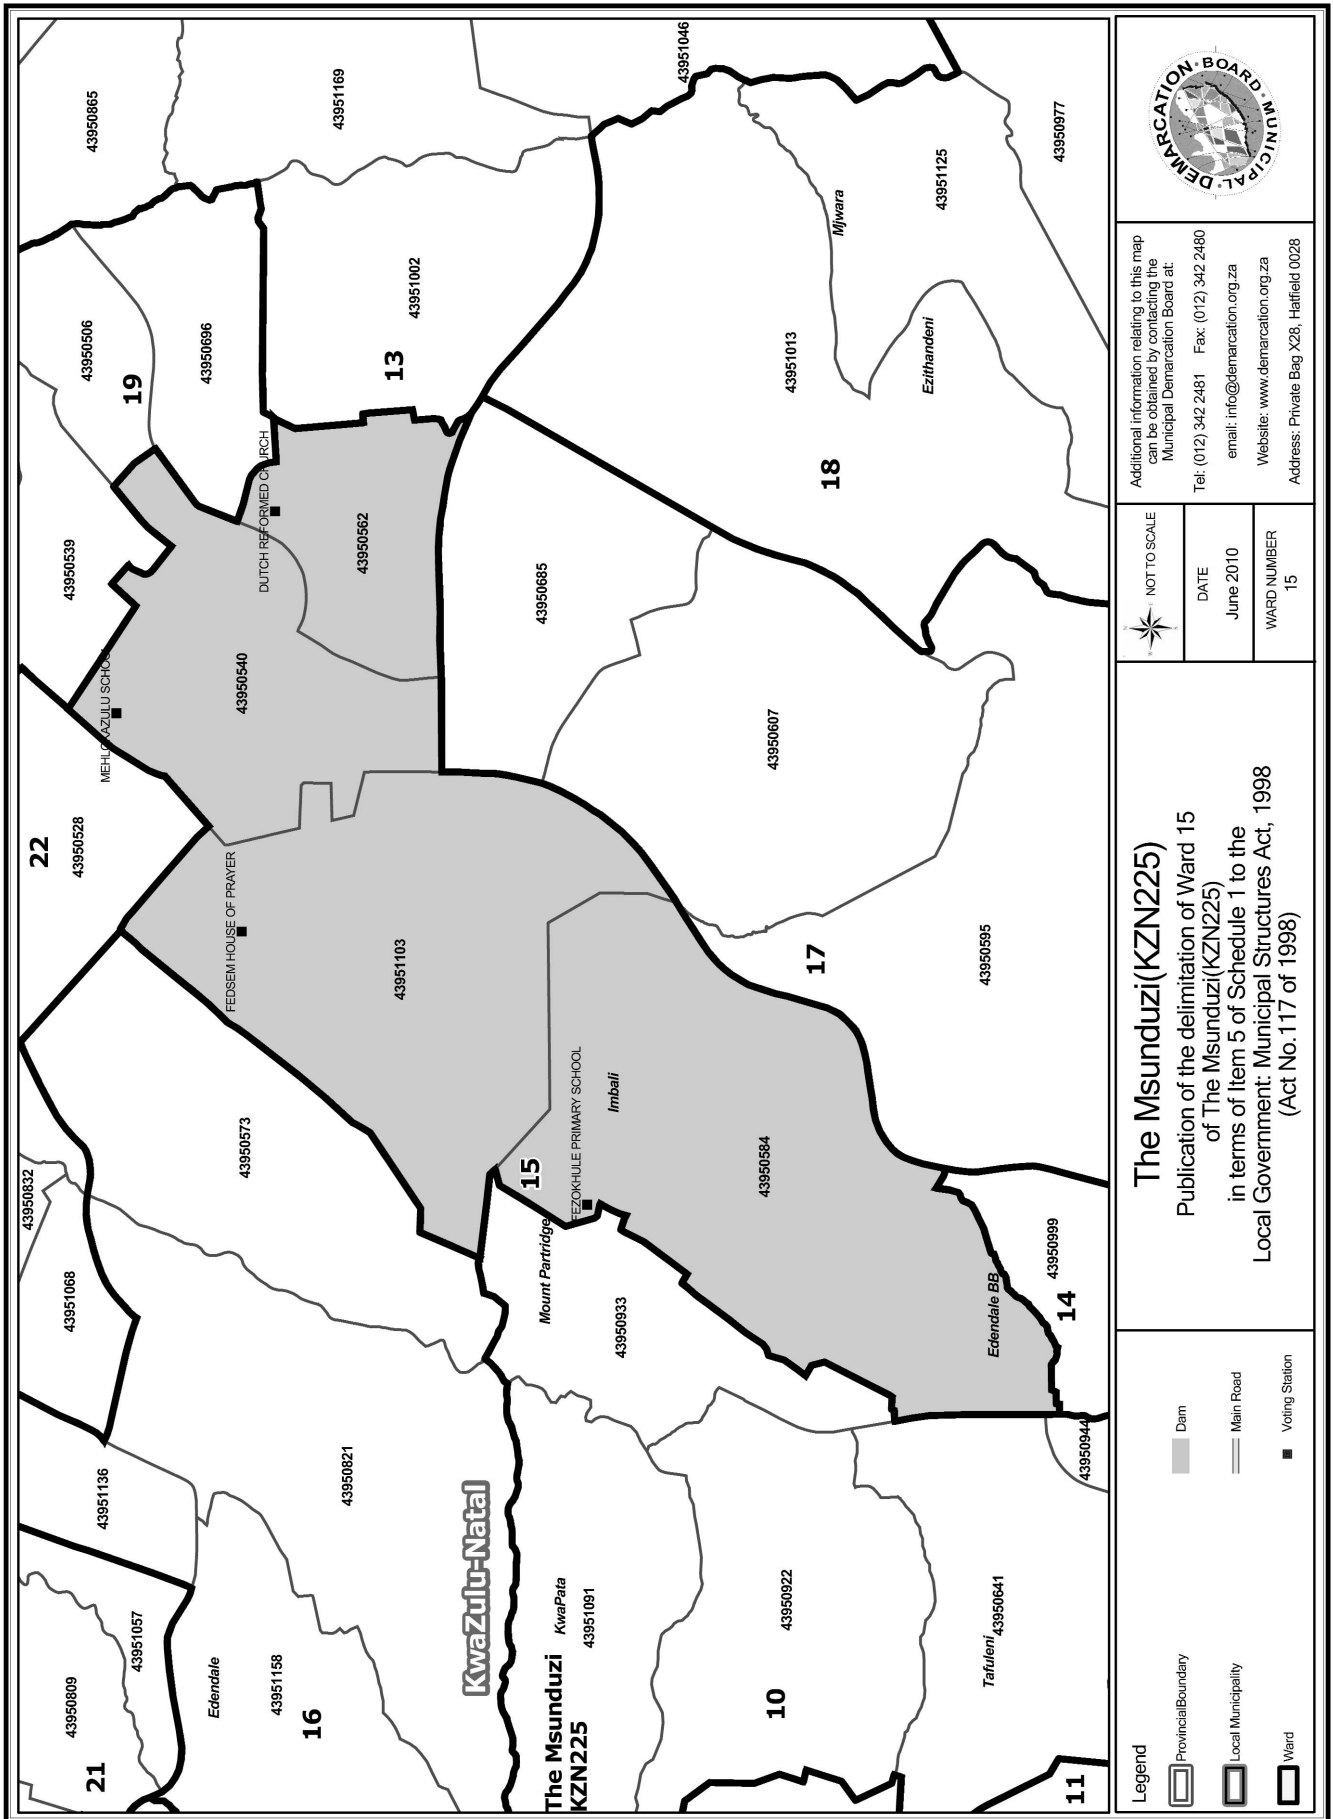 21
43950809
43951057
Edendale
43951158
16
43951136
43951068
43950832
43950821
43950573
KwaZulu-Natal
The Msunduzi
KZN225
KwaPata
43951091
10
43950922
Tafuleni
43950641
11
43950944
22
43950528
MEHLOKAZULU SCHOOL
43950539
19
43950506
43950696
43950865
43951169
43951046
DUTCH REFORMED CHURCH
43950562
43950540
13
43951002
FEDSEM HOUSE OF PRAYER
43951103
15
FEZOKHULE PRIMARY SCHOOL
Imbali
Mount Partridge
43950933
43950584
Edendale BB
43950999
14
43950685
43950607
17
43950595
18
43951013
Mjwara
43951125
Ezithandeni
43950977
Legend
ProvincialBoundary
Local Municipality
Ward
Dam
Main Road
Voting Station
The Msunduzi(KZN225)
Publication of the delimitation of Ward 15
of The Msunduzi(KZN225)
in terms of Item 5 of Schedule 1 to the
Local Government: Municipal Structures Act, 1998
(Act No.117 of 1998)
NOT TO SCALE
DATE
June 2010
WARD NUMBER
15
Additional information relating to this map
can be obtained by contacting the
Municipal Demarcation Board at:
Tel: (012) 342 2481 Fax: (012) 342 2480
email: info@demarcation.org.za
Website: www.demarcation.org.za
Address: Private Bag X28, Hatfield 0028
MUNICIPAL DEMARCATION BOARD